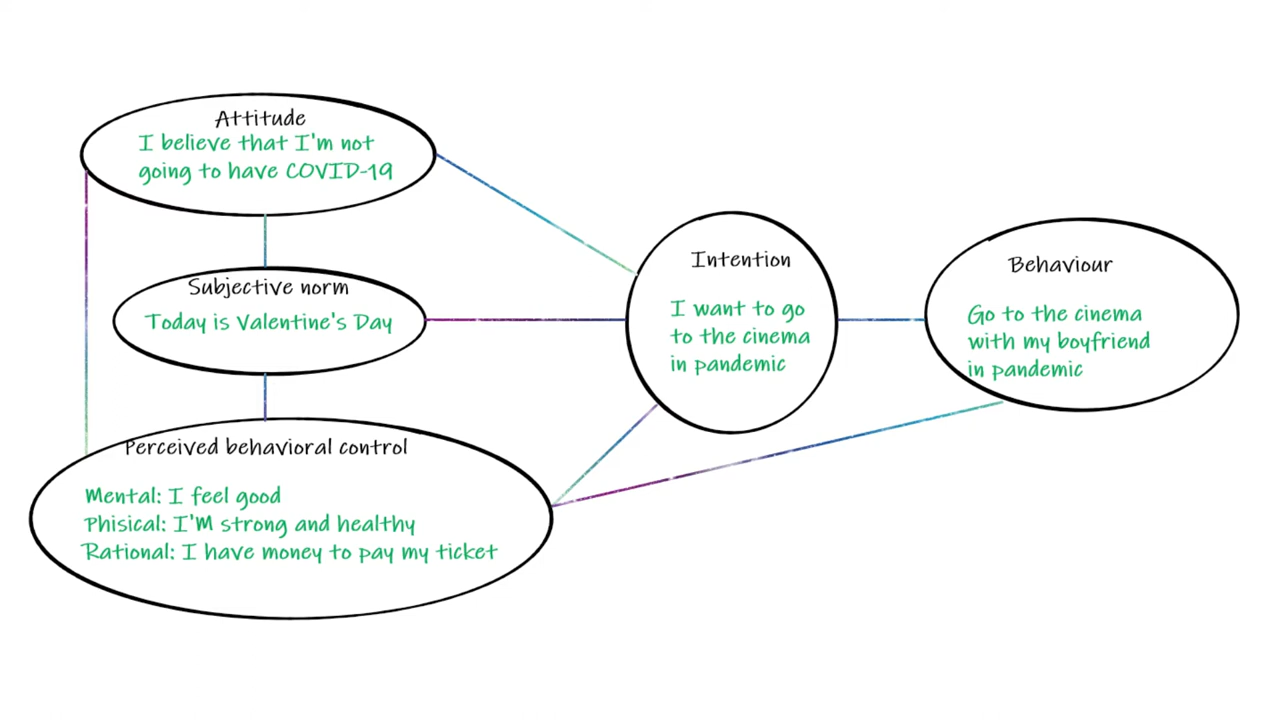 Attitude
I believe that I'm not
going to have COVID-19
Subjective norm
Today is Valentine's Day
Perceived behavioral control
Mental: I feel good
Phisical: I'M strong and healthy
Rational: I have money to pay my ticket
Intention
I want to go
to the cinema
in pandemic
Behaviour
Go to the cinema
with my boyfriend
in pandemic